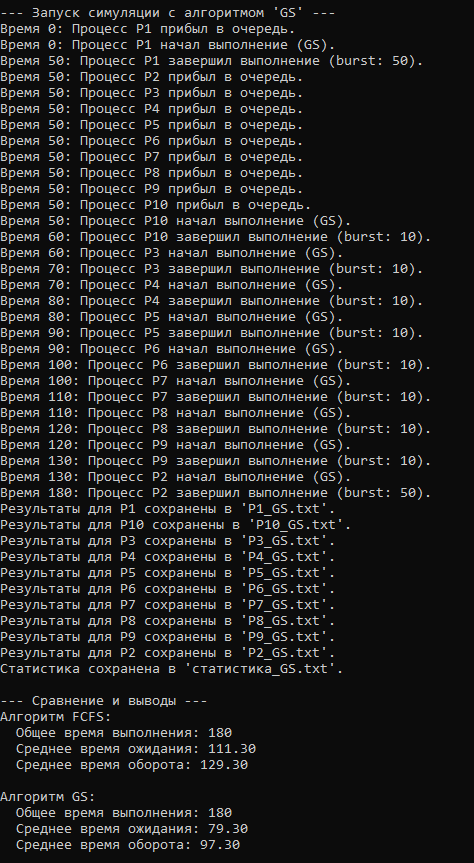 --- Запуск симуляции с алгоритмом 'GS' ---
Время 0: Процесс P1 прибыл в очередь.
Время 0: Процесс P1 начал выполнение (GS).
Время 50: Процесс P1 завершил выполнение (burst: 50).
Время 50: Процесс P2 прибыл в очередь.
Время 50: Процесс P3 прибыл в очередь.
Время 50: Процесс P4 прибыл в очередь.
Время 50: Процесс P5 прибыл в очередь.
Время 50: Процесс P6 прибыл в очередь.
Время 50: Процесс P7 прибыл в очередь.
Время 50: Процесс P8 прибыл в очередь.
Время 50: Процесс P9 прибыл в очередь.
Время 50: Процесс P10 прибыл в очередь.
Время 50: Процесс P10 начал выполнение (GS).
Время 60: Процесс P10 завершил выполнение (burst: 10).
Время 60: Процесс P3 начал выполнение (GS).
Время 70: Процесс P3 завершил выполнение (burst: 10).
Время 70: Процесс P4 начал выполнение (GS).
Время 80: Процесс P4 завершил выполнение (burst: 10).
Время 80: Процесс P5 начал выполнение (GS).
Время 90: Процесс P5 завершил выполнение (burst: 10).
Время 90: Процесс P6 начал выполнение (GS).
Время 100: Процесс P6 завершил выполнение (burst: 10).
Время 100: Процесс P7 начал выполнение (GS).
Время 110: Процесс P7 завершил выполнение (burst: 10).
Время 110: Процесс P8 начал выполнение (GS).
Время 120: Процесс P8 завершил выполнение (burst: 10).
Время 120: Процесс P9 начал выполнение (GS).
Время 130: Процесс P9 завершил выполнение (burst: 10).
Время 130: Процесс P2 начал выполнение (GS).
Время 180: Процесс P2 завершил выполнение (burst: 50).
Результаты для P1 сохранены в 'P1_GS.txt'.
Результаты для P10 сохранены в 'P10_GS.txt'.
Результаты для P3 сохранены в 'P3_GS.txt'.
Результаты для P4 сохранены в 'P4_GS.txt'.
Результаты для P5 сохранены в 'P5_GS.txt'.
Результаты для P6 сохранены в 'P6_GS.txt'.
Результаты для P7 сохранены в 'P7_GS.txt'.
Результаты для P8 сохранены в 'P8_GS.txt'.
Результаты для P9 сохранены в 'P9_GS.txt'.
Результаты для P2 сохранены в 'P2_GS.txt'.
Статистика сохранена в 'статистика_GS.txt'.

--- Сравнение и выводы ---
Алгоритм FCFS:
  Общее время выполнения: 180
  Среднее время ожидания: 111.30
  Среднее время оборота: 129.30

Алгоритм GS:
  Общее время выполнения: 180
  Среднее время ожидания: 79.30
  Среднее время оборота: 97.30